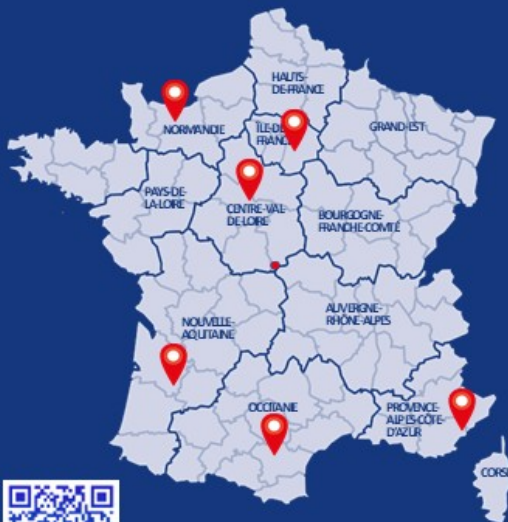 HAUTS-
DE-FRANCE
NORMANDIE
ÎLE-DE
FRANCE
GRAND-EST
PAYS-DE-
LA-LOIRE
CENTRE-VAL
DE-LOIRE
BOURGOGNE-
FRANCHE-COMTÉ
NOUVELLE-
AQUITAINE
AUVERGNE-
RHÔNE-ALPES
OCCITANIE
PROVENCE-
ALPES-CÔTE-
D'AZUR
CORS